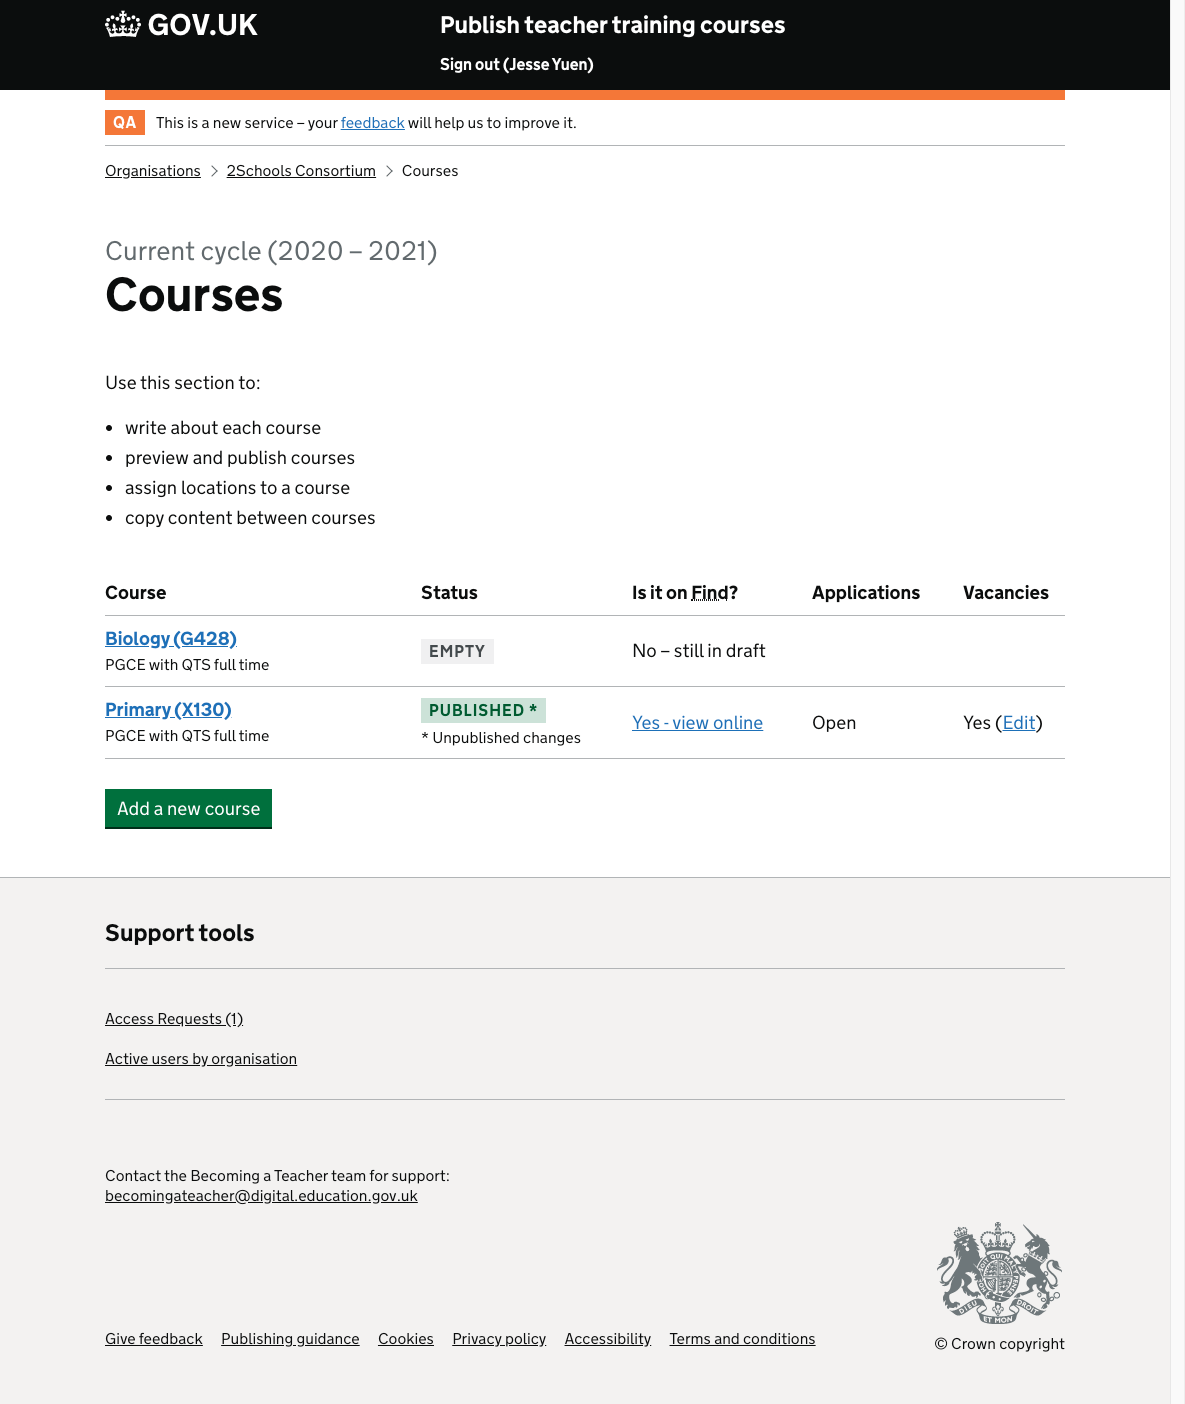 GOV.UK
Publish teacher training courses
Sign out (Jesse Yuen)
QA This is a new service – your feedback will help us to improve it.
Organisations > 2Schools Consortium > Courses
Current cycle (2020 – 2021)
Courses
Use this section to:
• write about each course
• preview and publish courses
• assign locations to a course
• copy content between courses
Course Status Is it on Find? Applications Vacancies
Biology (G428)
PGCE with QTS full time
EMPTY
No – still in draft
Primary (X130)
PGCE with QTS full time
PUBLISHED *
* Unpublished changes
Yes - view online
Open
Yes (Edit)
Add a new course
Support tools
Access Requests (1)
Active users by organisation
Contact the Becoming a Teacher team for support:
becomingateacher@digital.education.gov.uk
DIEU ET MON DROIT
Give feedback Publishing guidance Cookies Privacy policy Accessibility Terms and conditions
© Crown copyright